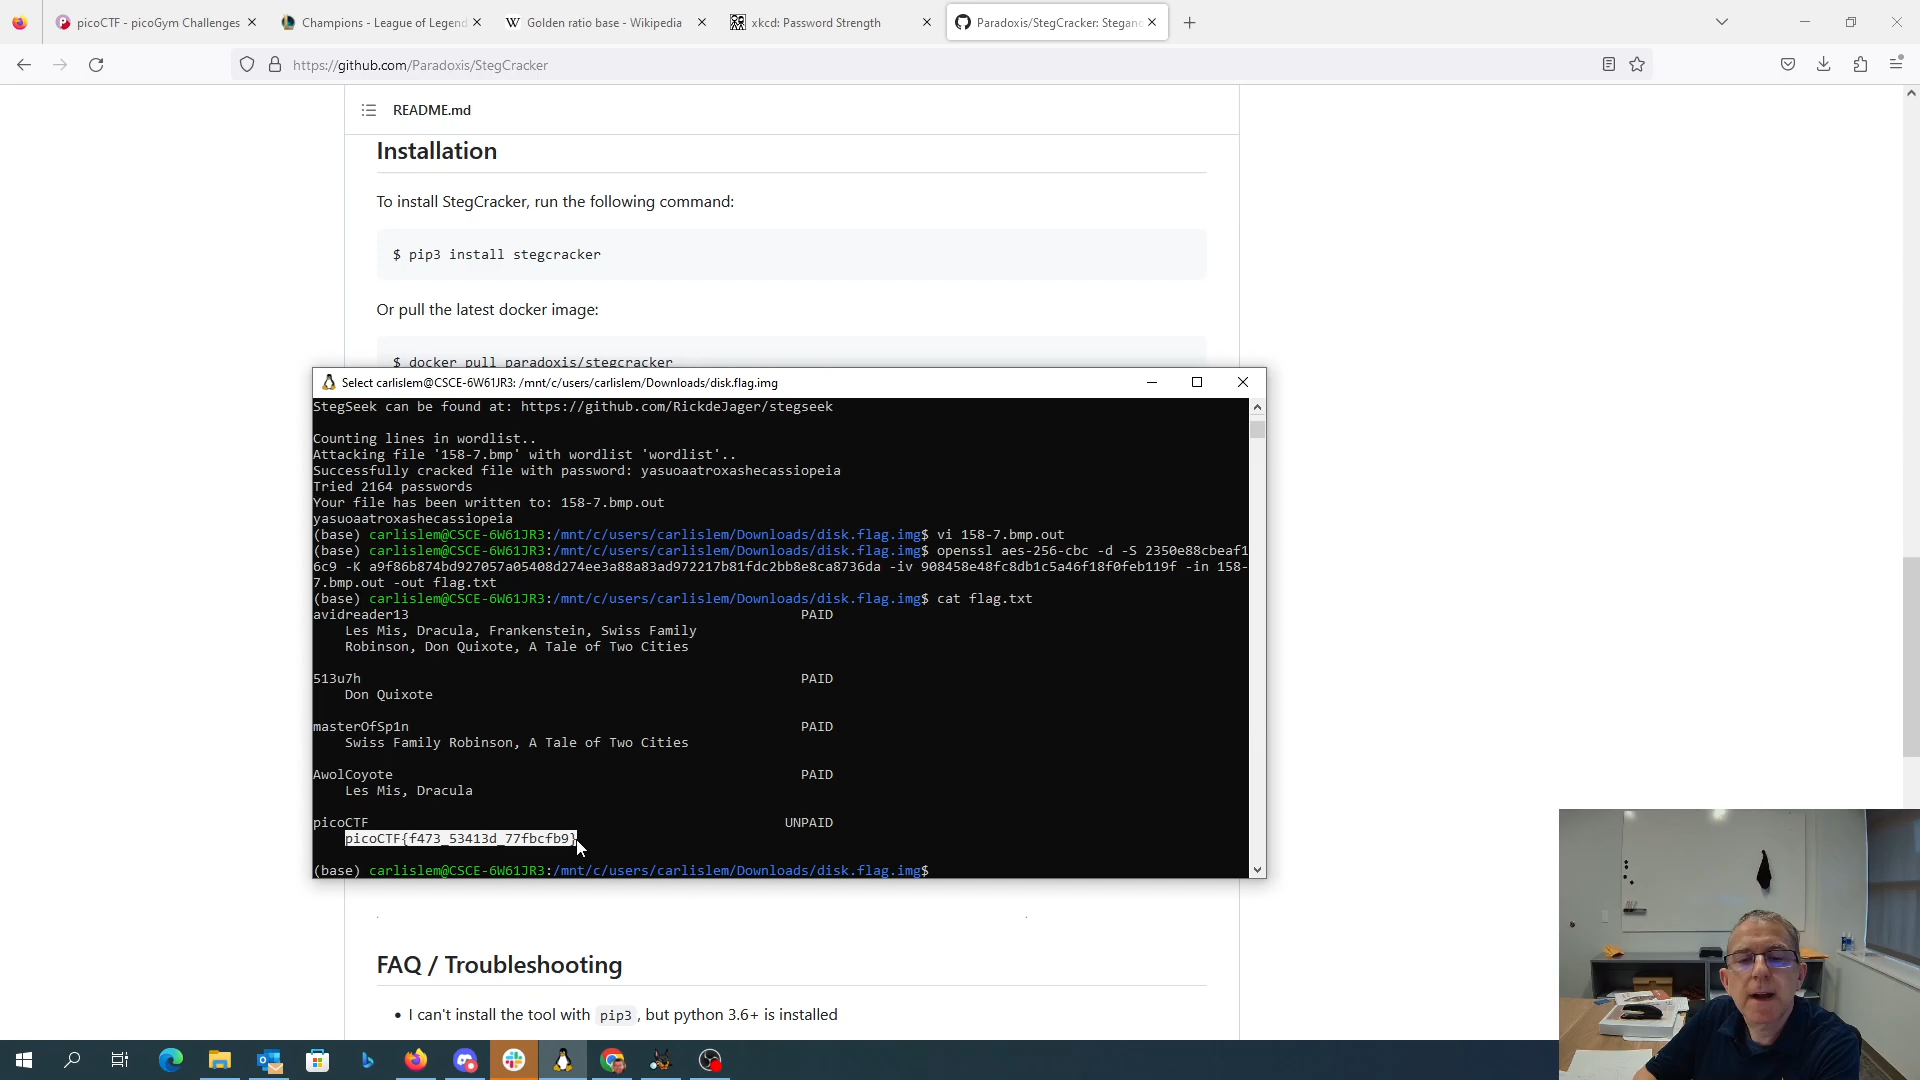 picoCTF - picoGym Challenges
Champions - League of Legend
Golden ratio base - Wikipedia
xkcd: Password Strength
Paradoxis/StegCracker: Stegano
https://github.com/Paradoxis/StegCracker
README.md
Installation
To install StegCracker, run the following command:
$ pip3 install stegcracker
Or pull the latest docker image:
$ docker pull paradoxis/stegcracker
Select carlislem@CSCE-6W61JR3: /mnt/c/users/carlislem/Downloads/disk.flag.img
StegSeek can be found at: https://github.com/RickdeJager/stegseek
Counting lines in wordlist..
Attacking file '158-7.bmp' with wordlist 'wordlist'..
Successfully cracked file with password: yasuoaatroxashecassiopeia
Tried 2164 passwords
Your file has been written to: 158-7.bmp.out
yasuoaatroxashecassiopeia
(base) carlislem@CSCE-6W61JR3:/mnt/c/users/carlislem/Downloads/disk.flag.img$ vi 158-7.bmp.out
(base) carlislem@CSCE-6W61JR3:/mnt/c/users/carlislem/Downloads/disk.flag.img$ openssl aes-256-cbc -d -S 2350e88cbeaf1
6c9 -K a9f86b874bd927057a05408d274ee3a88a83ad972217b81fdc2bb8e8ca8736da -iv 908458e48fc8db1c5a46f18f0feb119f -in 158-
7.bmp.out -out flag.txt
(base) carlislem@CSCE-6W61JR3:/mnt/c/users/carlislem/Downloads/disk.flag.img$ cat flag.txt
avidreader13 PAID
Les Mis, Dracula, Frankenstein, Swiss Family
Robinson, Don Quixote, A Tale of Two Cities
513u7h PAID
Don Quixote
masterOfSp1n PAID
Swiss Family Robinson, A Tale of Two Cities
AwolCoyote PAID
Les Mis, Dracula
picoCTF UNPAID
picoCTF{f473_53413d_77fbcfb9}
(base) carlislem@CSCE-6W61JR3:/mnt/c/users/carlislem/Downloads/disk.flag.img$
FAQ / Troubleshooting
I can't install the tool with pip3, but python 3.6+ is installed